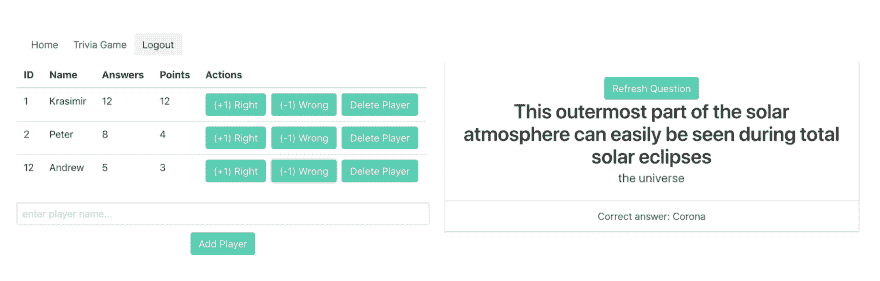 Home Trivia Game Logout
ID Name Answers Points Actions
1 Krasimir 12 12 (+1) Right (-1) Wrong Delete Player
2 Peter 8 4 (+1) Right (-1) Wrong Delete Player
12 Andrew 5 3 (+1) Right (-1) Wrong Delete Player
enter player name...
Add Player
Refresh Question
This outermost part of the solar
atmosphere can easily be seen during total
solar eclipses
the universe
Correct answer: Corona